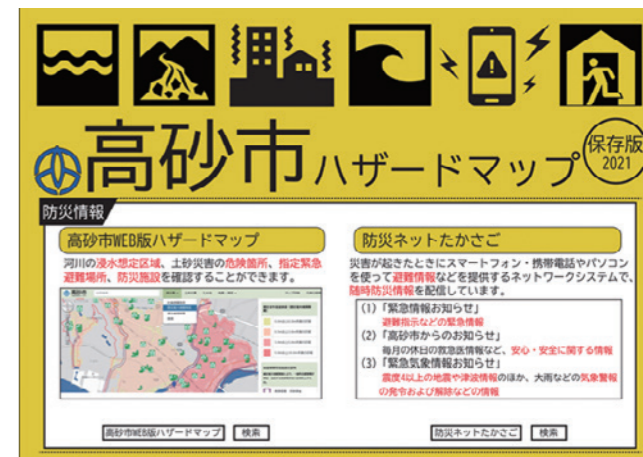 高砂市ハザードマップ
保存版
2021
防災情報
高砂市WEB版ハザードマップ
河川の浸水想定区域、土砂災害の危険箇所、指定緊急
避難場所、防災施設を確認することができます。
高砂市WEB版ハザードマップ 検索
防災ネットたかさご
災害が起きたときにスマートフォン・携帯電話やパソコン
を使って避難情報などを提供するネットワークシステムで、
随時防災情報を配信しています。
(1)「緊急情報お知らせ」
避難指示などの緊急情報
(2)「高砂市からのお知らせ」
毎月の休日の救急医情報など、安心・安全に関する情報
(3)「緊急気象情報お知らせ」
震度4以上の地震や津波情報のほか、大雨などの気象警報
の発令および解除などの情報
防災ネットたかさご 検索